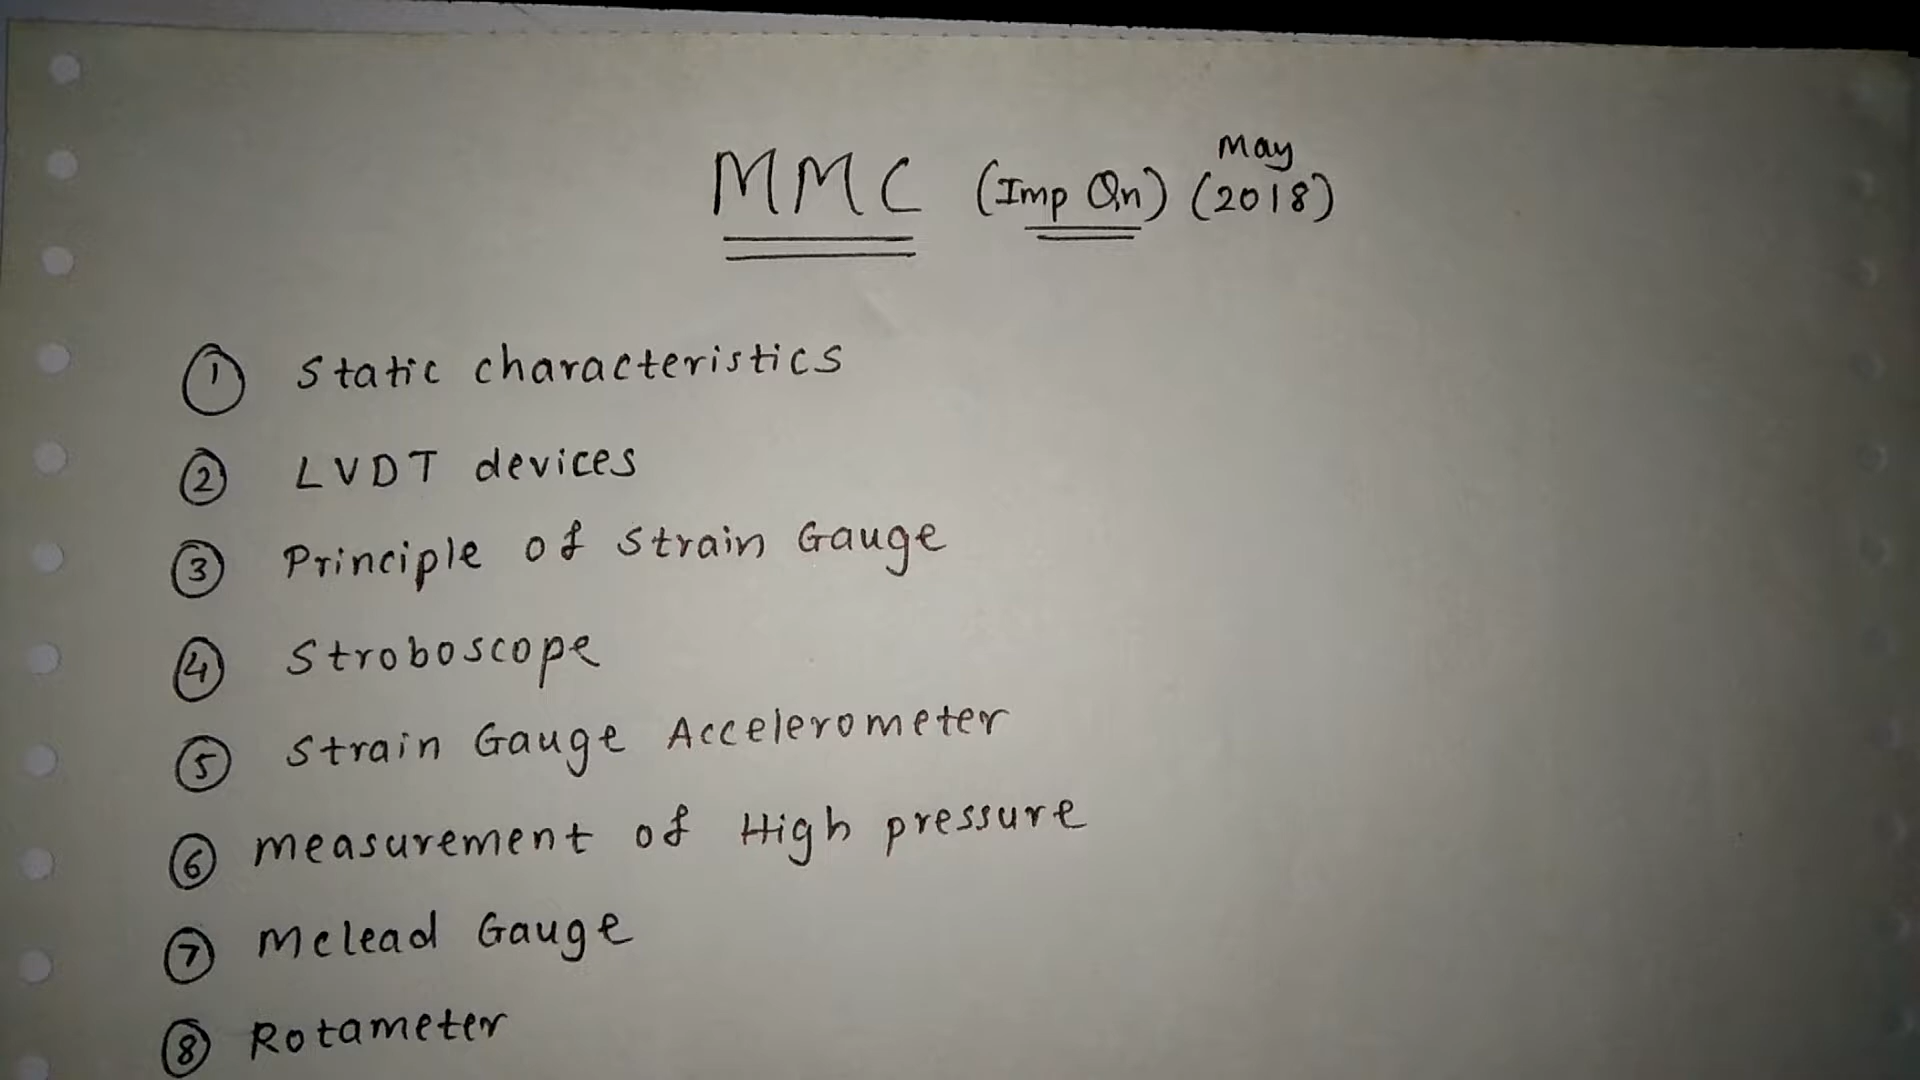 MMC (Imp Qn) (May 2018)
① Static characteristics
② LVDT devices
③ Principle of Strain Gauge
④ Stroboscope
⑤ Strain Gauge Accelerometer
⑥ measurement of High pressure
⑦ Mclead Gauge
⑧ Rotameter